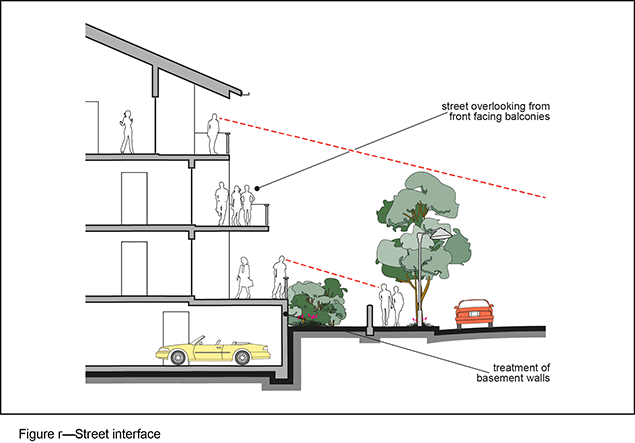 street overlooking from
front facing balconies
treatment of
basement walls
Figure r—Street interface